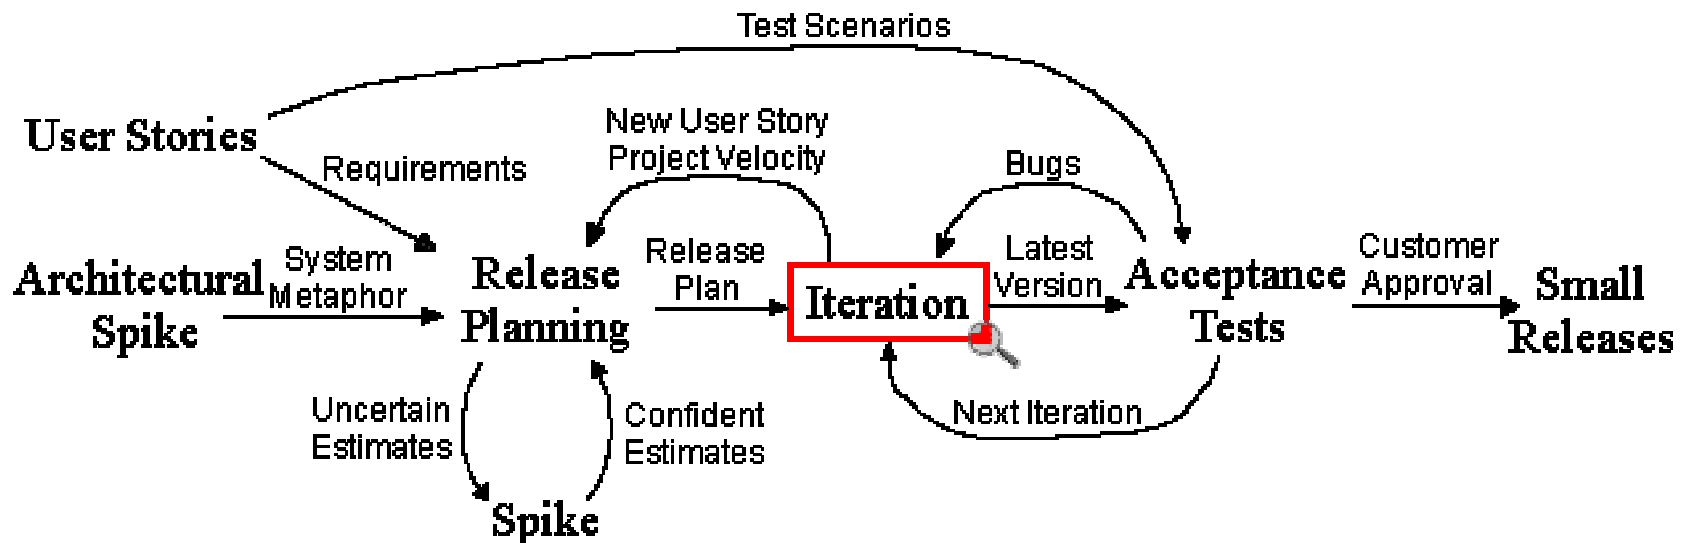 Test Scenarios
User Stories
Requirements
New User Story
Project Velocity
Bugs
Architectural
Spike
System
Metaphor
Release
Planning
Release
Plan
Iteration
Latest
Version
Acceptance
Tests
Customer
Approval
Small
Releases
Uncertain
Estimates
Confident
Estimates
Next Iteration
Spike